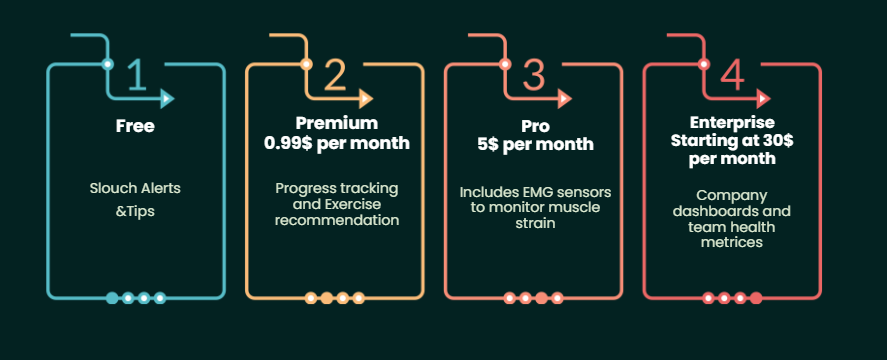 1
Free
Slouch Alerts
&Tips
2
Premium
0.99$ per month
Progress tracking
and Exercise
recommendation
3
Pro
5$ per month
Includes EMG sensors
to monitor muscle
strain
4
Enterprise
Starting at 30$
per month
Company
dashboards and
team health
metrices